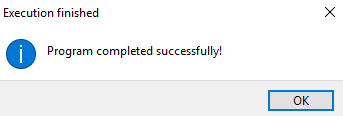 Execution finished
Program completed successfully!
OK